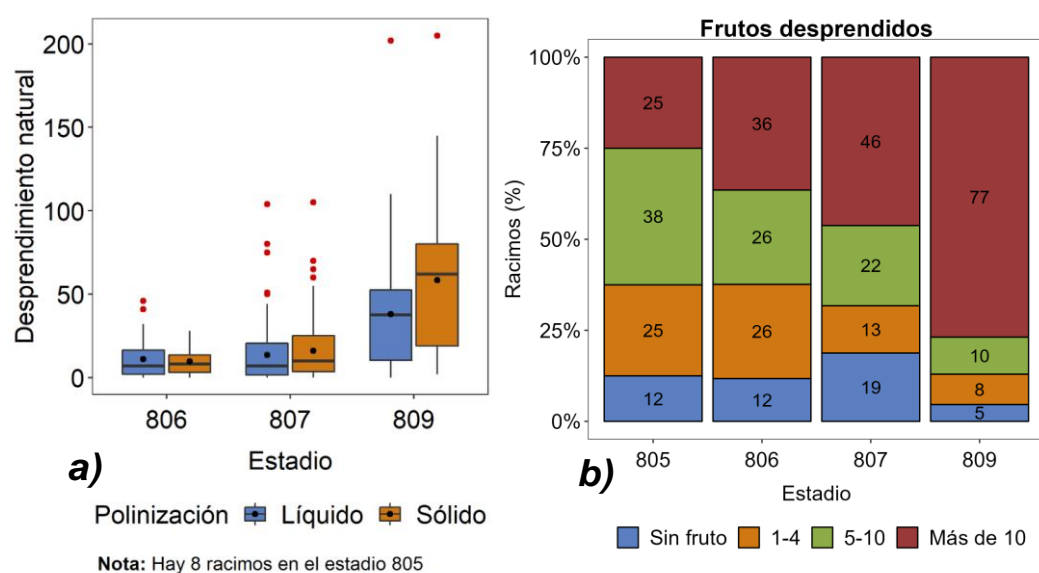 Desprendimiento natural
200
150
100
50
0
806 807 809
Estadio
a)
Polinización Líquido Sólido
Nota: Hay 8 racimos en el estadio 805
Frutos desprendidos
Racimos (%)
100%
75%
50%
25%
0%
25 36 46 77
38 26 22 10
25 26 13 8
12 12 19 5
805 806 807 809
b)
Estadio
Sin fruto 1-4 5-10 Más de 10